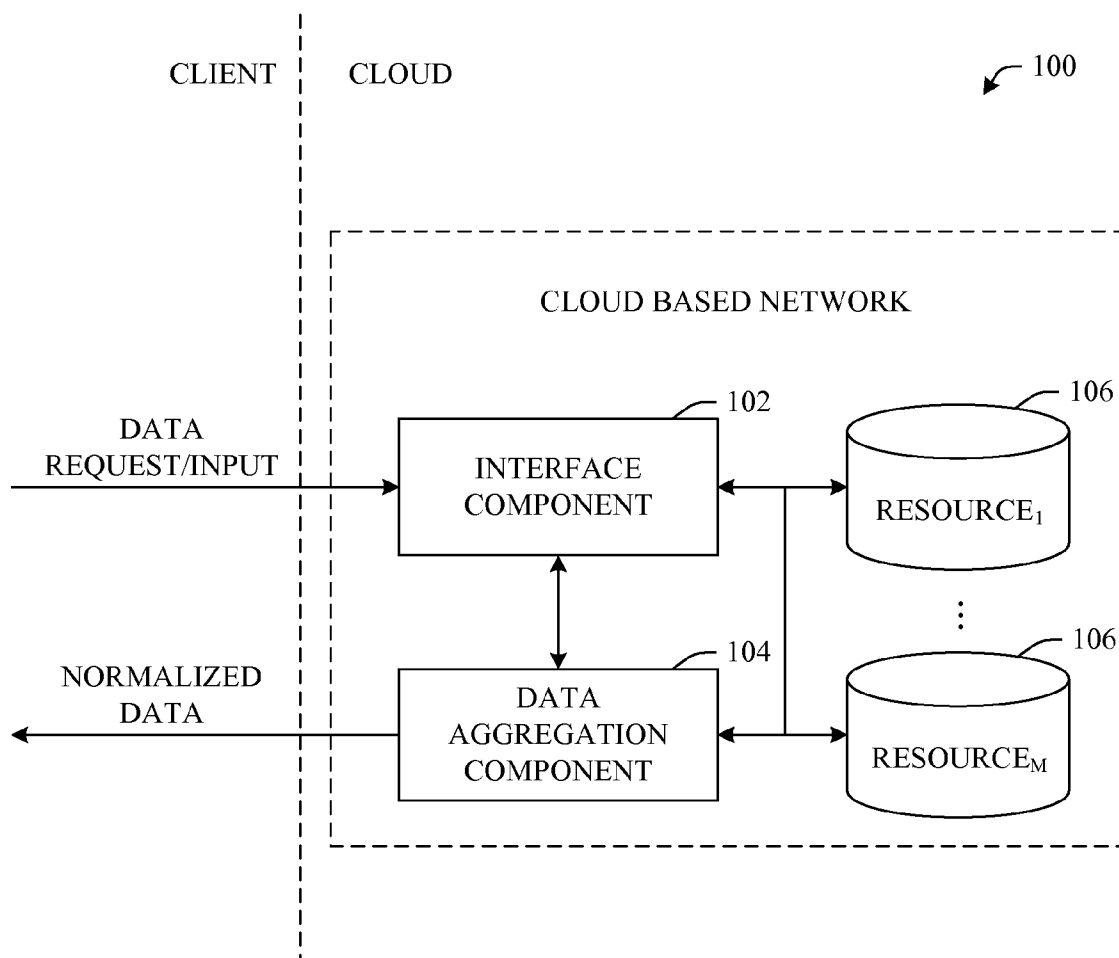 CLIENT
CLOUD
100
CLOUD BASED NETWORK
102
106
DATA
REQUEST/INPUT
INTERFACE
COMPONENT
RESOURCE₁
⋮
104
106
NORMALIZED
DATA
DATA
AGGREGATION
COMPONENT
RESOURCEM